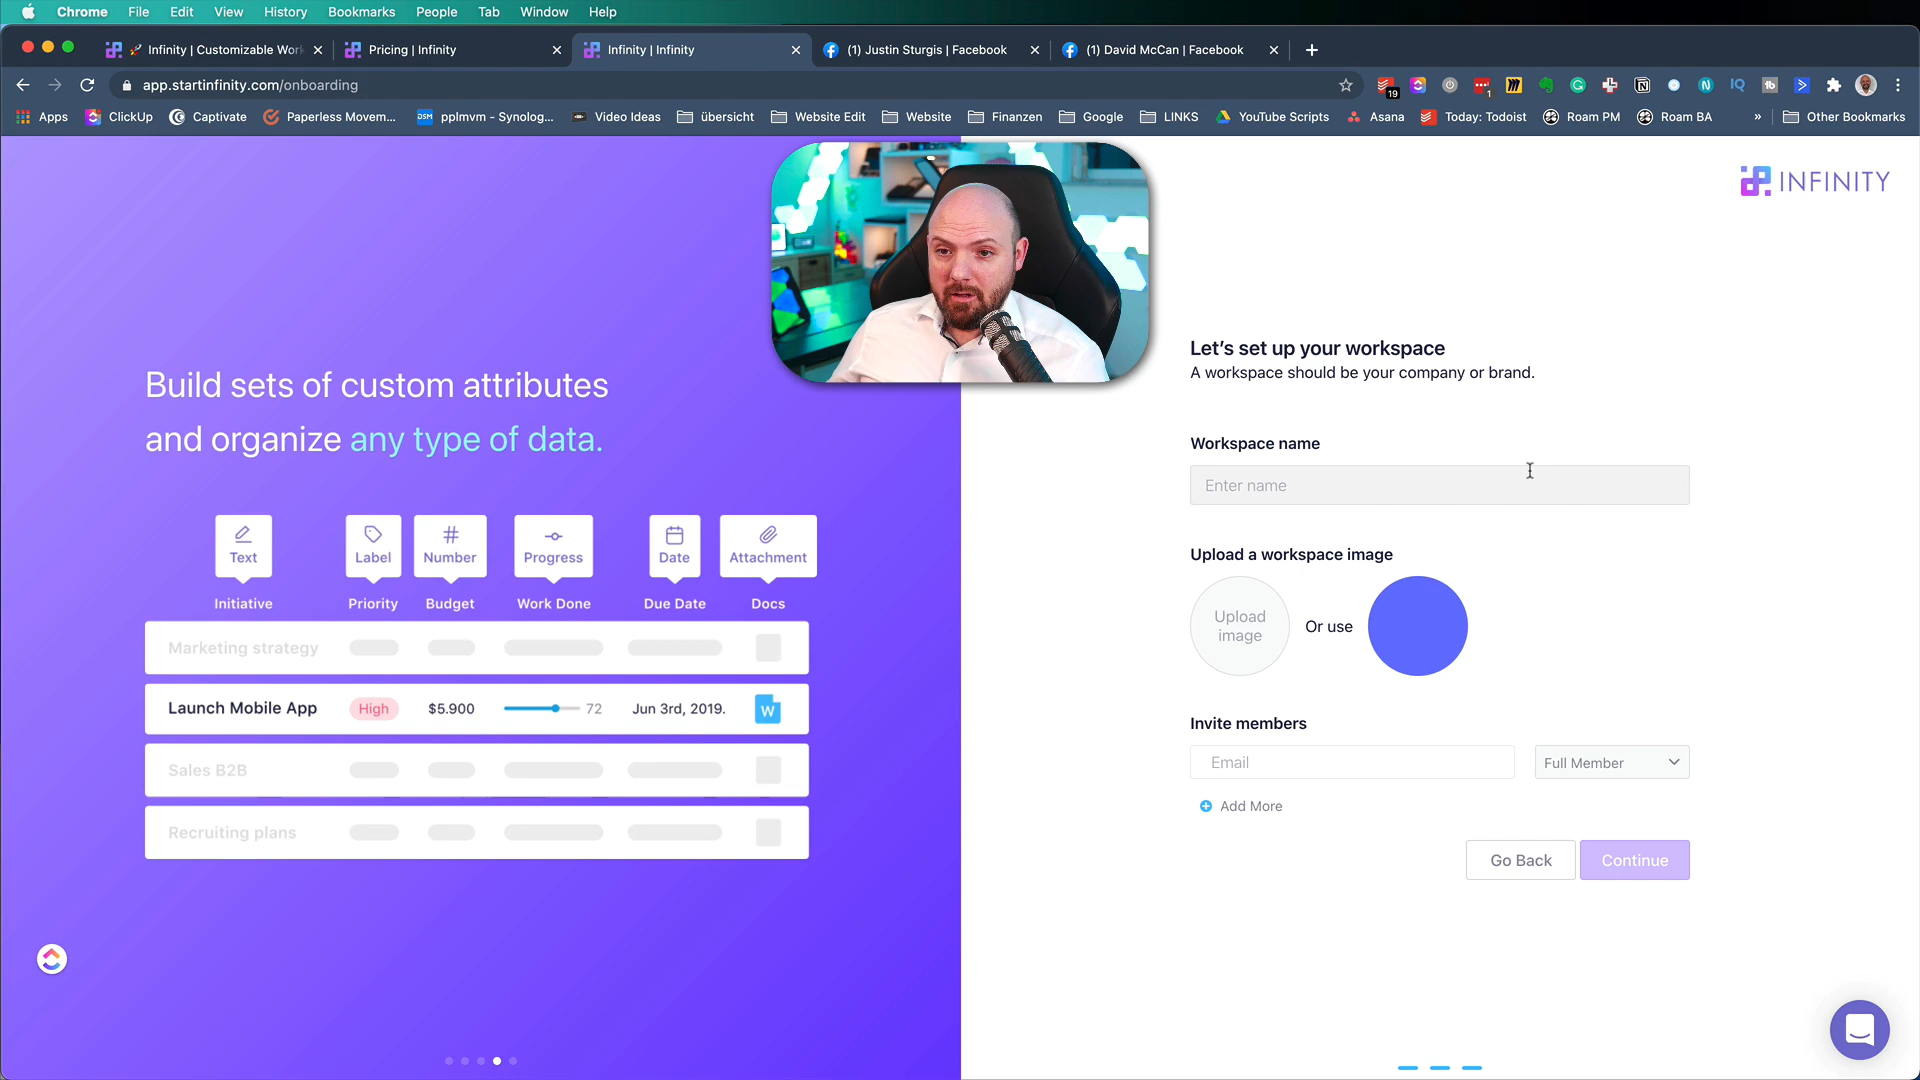 Chrome File Edit View History Bookmarks People Tab Window Help
🚀 Infinity | Customizable Work
Pricing | Infinity
Infinity | Infinity
(1) Justin Sturgis | Facebook
(1) David McCan | Facebook
app.startinfinity.com/onboarding
19
1
Apps ClickUp Captivate Paperless Movem... pplmvm - Synolog... Video Ideas übersicht Website Edit Website Finanzen Google LINKS YouTube Scripts Asana Today: Todoist Roam PM Roam BA » Other Bookmarks
INFINITY
Build sets of custom attributes
and organize any type of data.
Text Label Number Progress Date Attachment
Initiative Priority Budget Work Done Due Date Docs
Marketing strategy
Launch Mobile App High $5.900 72 Jun 3rd, 2019. W
Sales B2B
Recruiting plans
Let's set up your workspace
A workspace should be your company or brand.
Workspace name
Enter name
Upload a workspace image
Upload
image
Or use
Invite members
Email
Full Member
Add More
Go Back
Continue